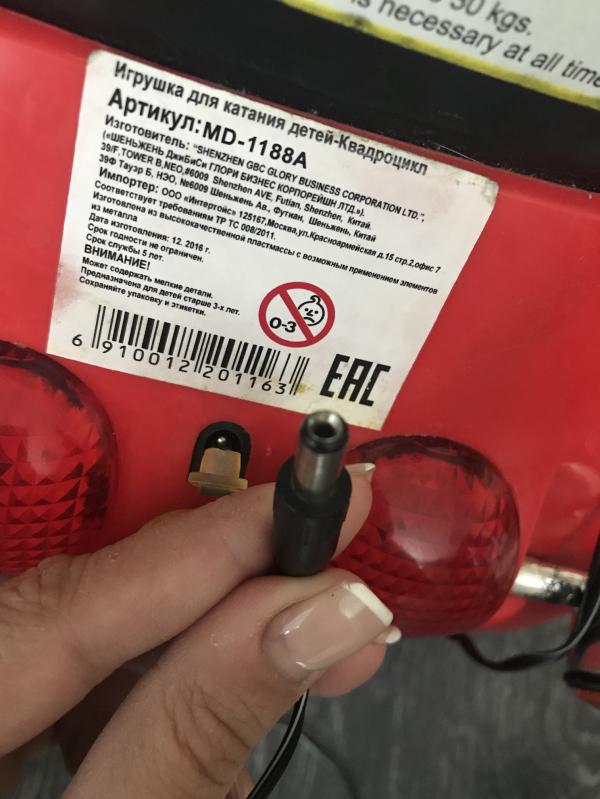 30 kgs.
is necessary at all time
Игрушка для катания детей-Квадроцикл
Артикул: MD-1188A
Изготовитель: "SHENZHEN GBC GLORY BUSINESS CORPORATION LTD.",
(«ШЕНЬЖЕНЬ ДжиБиСи ГЛОРИ БИЗНЕС КОРПОРЕЙШН ЛТД.»).
39/F, TOWER B, NEO, #6009 Shenzhen AVE, Futian, Shenzhen, Китай.
39Ф Тауэр Б, НЭО, №6009 Шеньжень Ав., Футиан, Шеньжень, Китай
Импортер: ООО «Интертойс» 125167,Москва,ул.Красноармейская д.15 стр.2,офис 7
Соответствует требованиям ТР ТС 008/2011.
Изготовлена из высококачественной пластмассы с возможным применением элементов
из металла
Дата изготовления: 12. 2016 г.
Срок годности не ограничен.
Срок службы 5 лет.
ВНИМАНИЕ!
Может содержать мелкие детали.
Предназначена для детей старше 3-х лет.
Сохраняйте упаковку и этикетки.
0-3
6 910012 201163
EAC